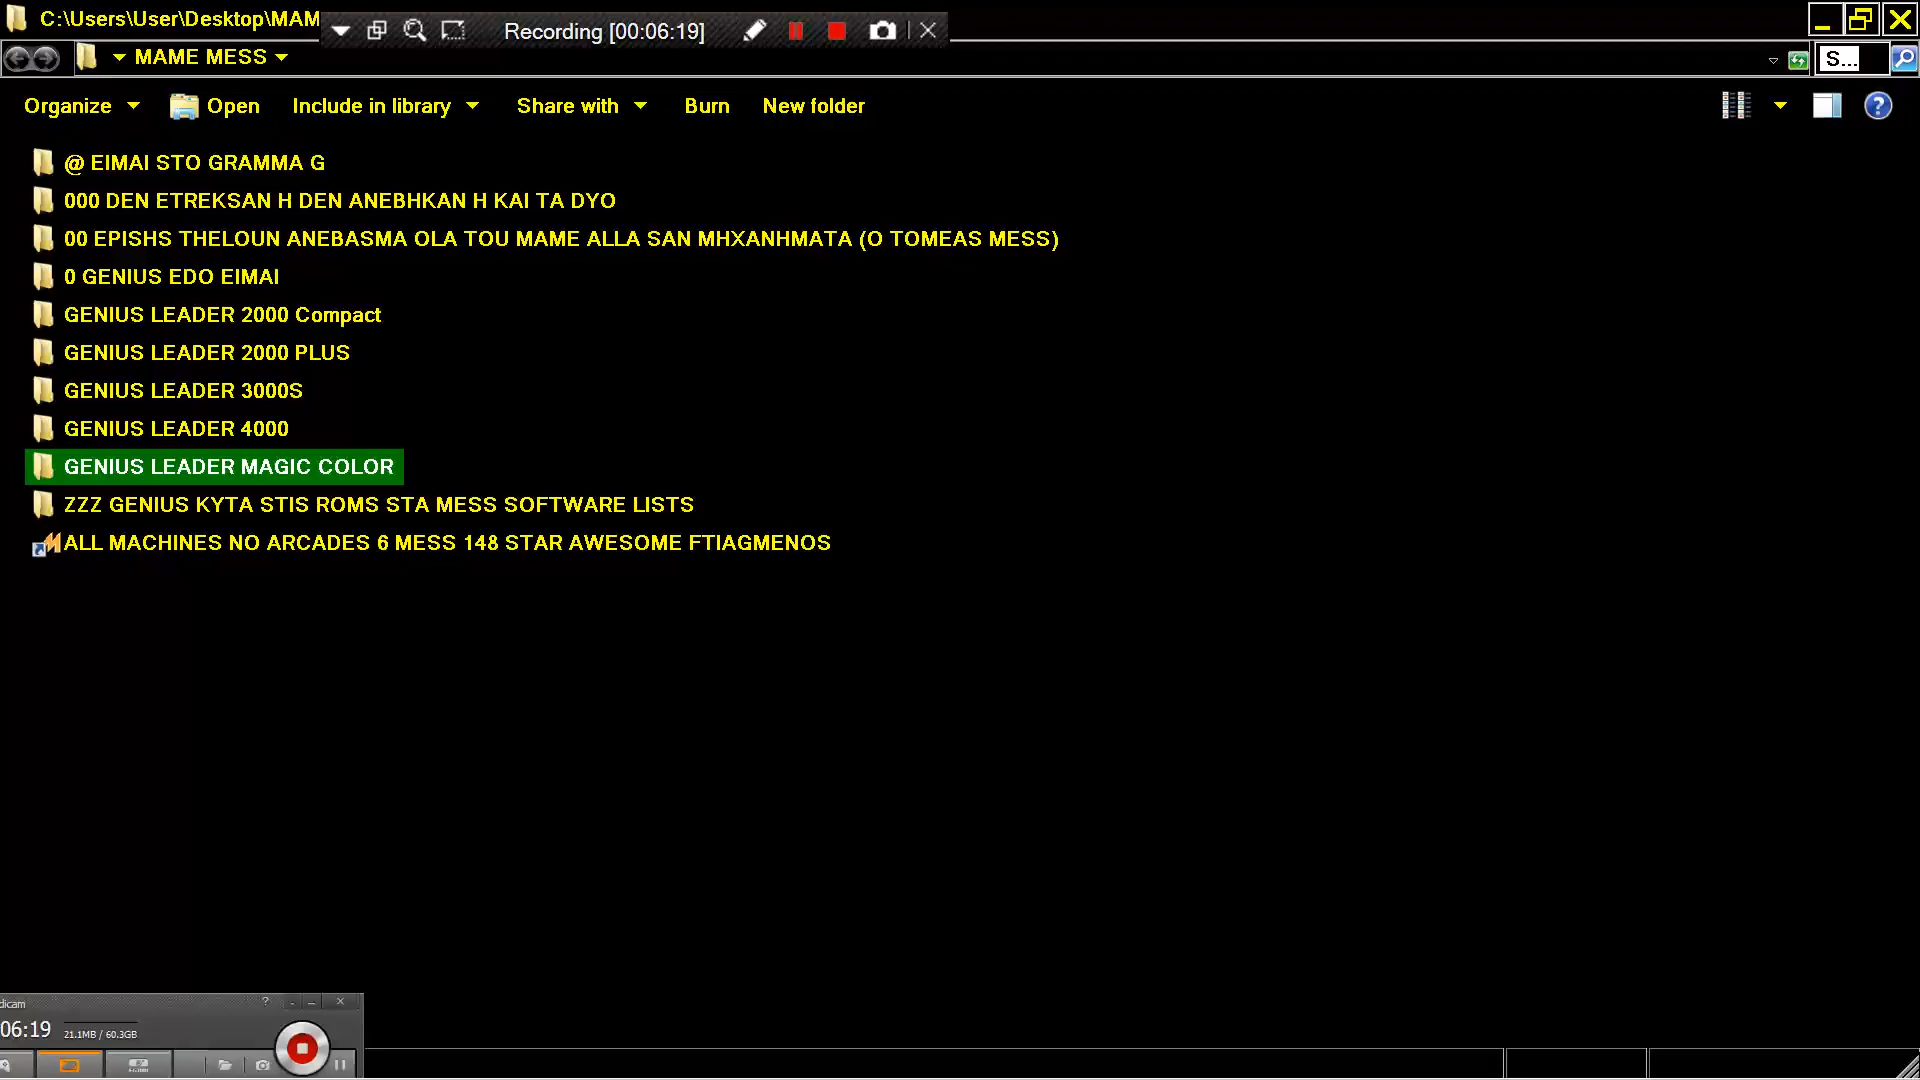 C:\Users\User\Desktop\MAM
Recording [00:06:19]
MAME MESS
S...
Organize
Open
Include in library
Share with
Burn
New folder
@ EIMAI STO GRAMMA G
000 DEN ETREKSAN H DEN ANEBHKAN H KAI TA DYO
00 EPISHS THELOUN ANEBASMA OLA TOU MAME ALLA SAN MHXANHMATA (O TOMEAS MESS)
0 GENIUS EDO EIMAI
GENIUS LEADER 2000 Compact
GENIUS LEADER 2000 PLUS
GENIUS LEADER 3000S
GENIUS LEADER 4000
GENIUS LEADER MAGIC COLOR
ZZZ GENIUS KYTA STIS ROMS STA MESS SOFTWARE LISTS
ALL MACHINES NO ARCADES 6 MESS 148 STAR AWESOME FTIAGMENOS
dicam
06:19
21.1MB / 60.3GB